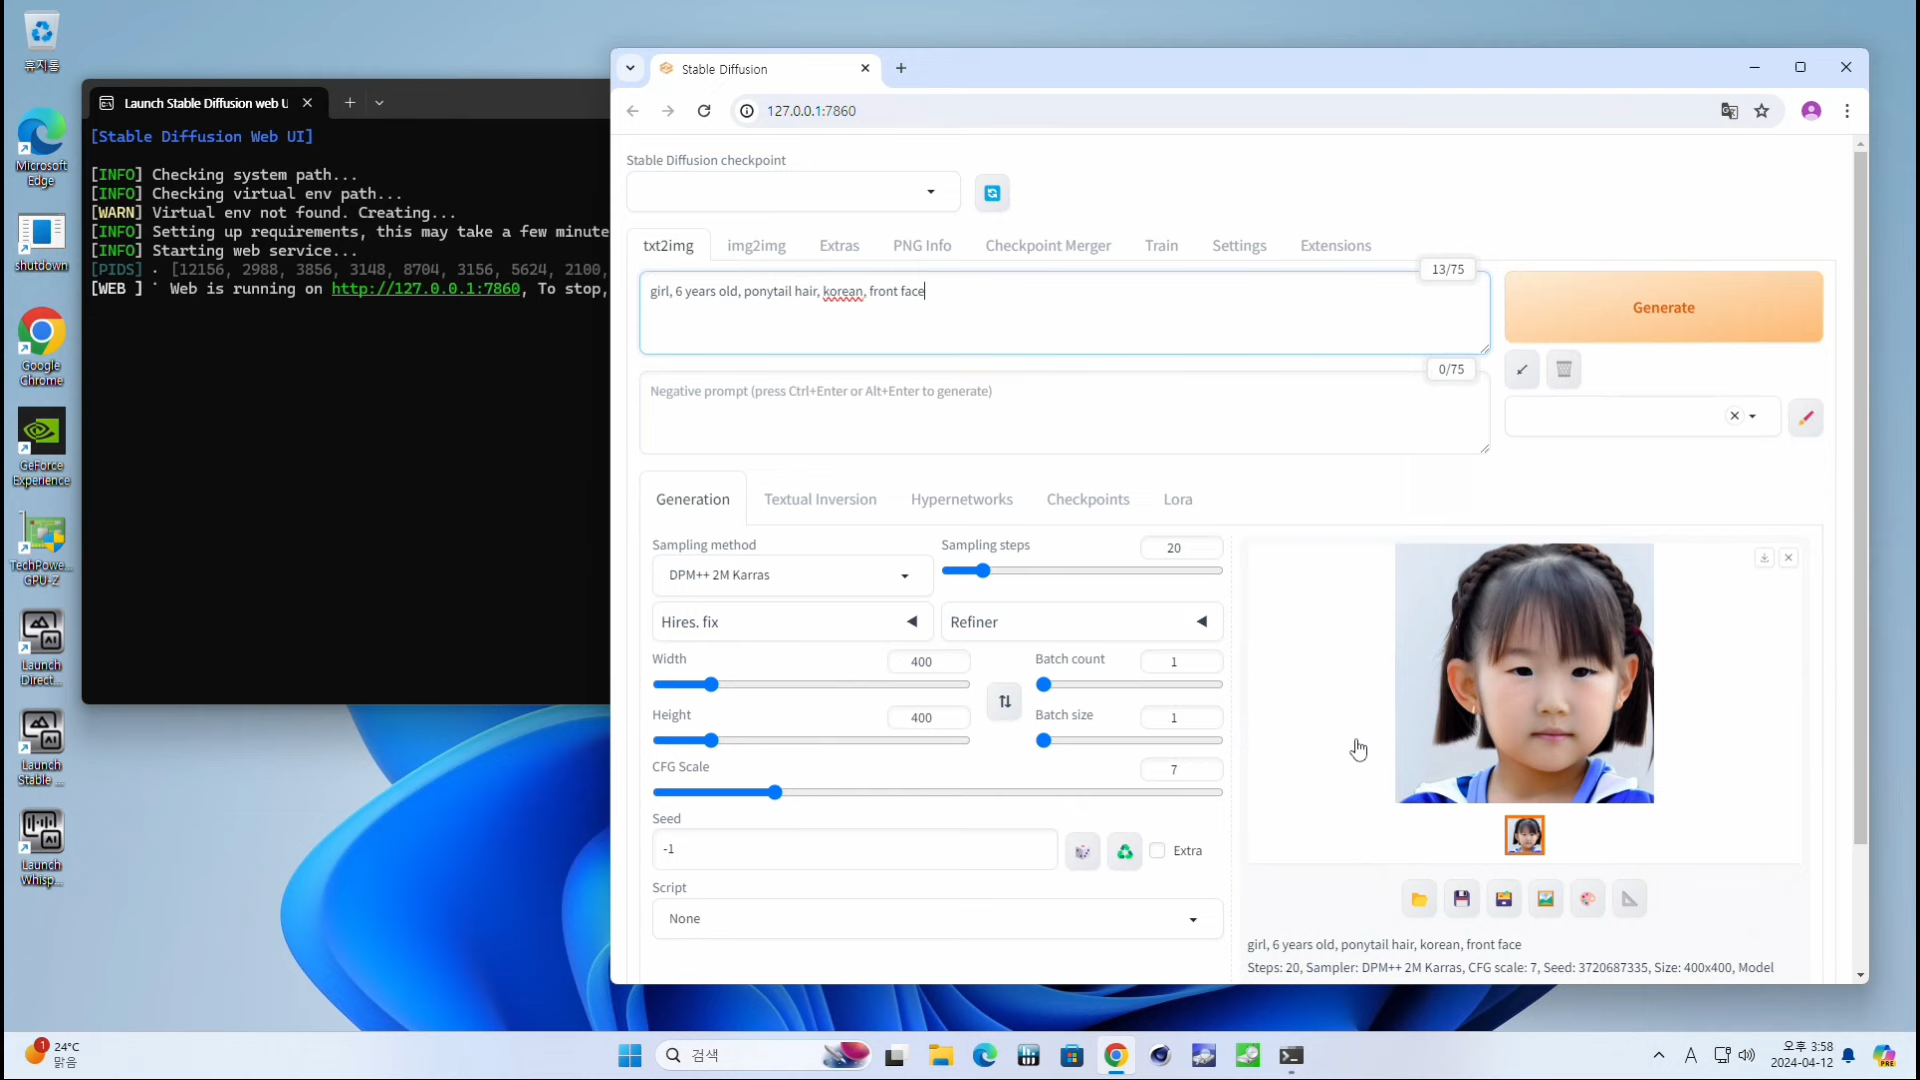 휴지통
Microsoft
Edge
shutdown
Google
Chrome
GeForce
Experience
TechPowe...
GPU-Z
Launch
Direct...
Launch
Stable ...
Launch
Whisp...
Launch Stable Diffusion web U
[Stable Diffusion Web UI]
[INFO] Checking system path...
[INFO] Checking virtual env path...
[WARN] Virtual env not found. Creating...
[INFO] Setting up requirements, this may take a few minute
[INFO] Starting web service...
[PIDS] · [12156, 2988, 3856, 3148, 8704, 3156, 5624, 2100,
[WEB ] ˙ Web is running on http://127.0.0.1:7860, To stop,
Stable Diffusion
127.0.0.1:7860
Stable Diffusion checkpoint
txt2img img2img Extras PNG Info Checkpoint Merger Train Settings Extensions
13/75
girl, 6 years old, ponytail hair, korean, front face
Generate
0/75
Negative prompt (press Ctrl+Enter or Alt+Enter to generate)
Generation Textual Inversion Hypernetworks Checkpoints Lora
Sampling method
DPM++ 2M Karras
Sampling steps
20
Hires. fix
Refiner
Width
400
Batch count
1
Height
400
Batch size
1
CFG Scale
7
Seed
-1
Extra
Script
None
girl, 6 years old, ponytail hair, korean, front face
Steps: 20, Sampler: DPM++ 2M Karras, CFG scale: 7, Seed: 3720687335, Size: 400x400, Model
1
24°C
맑음
검색
A
오후 3:58
2024-04-12
PRE